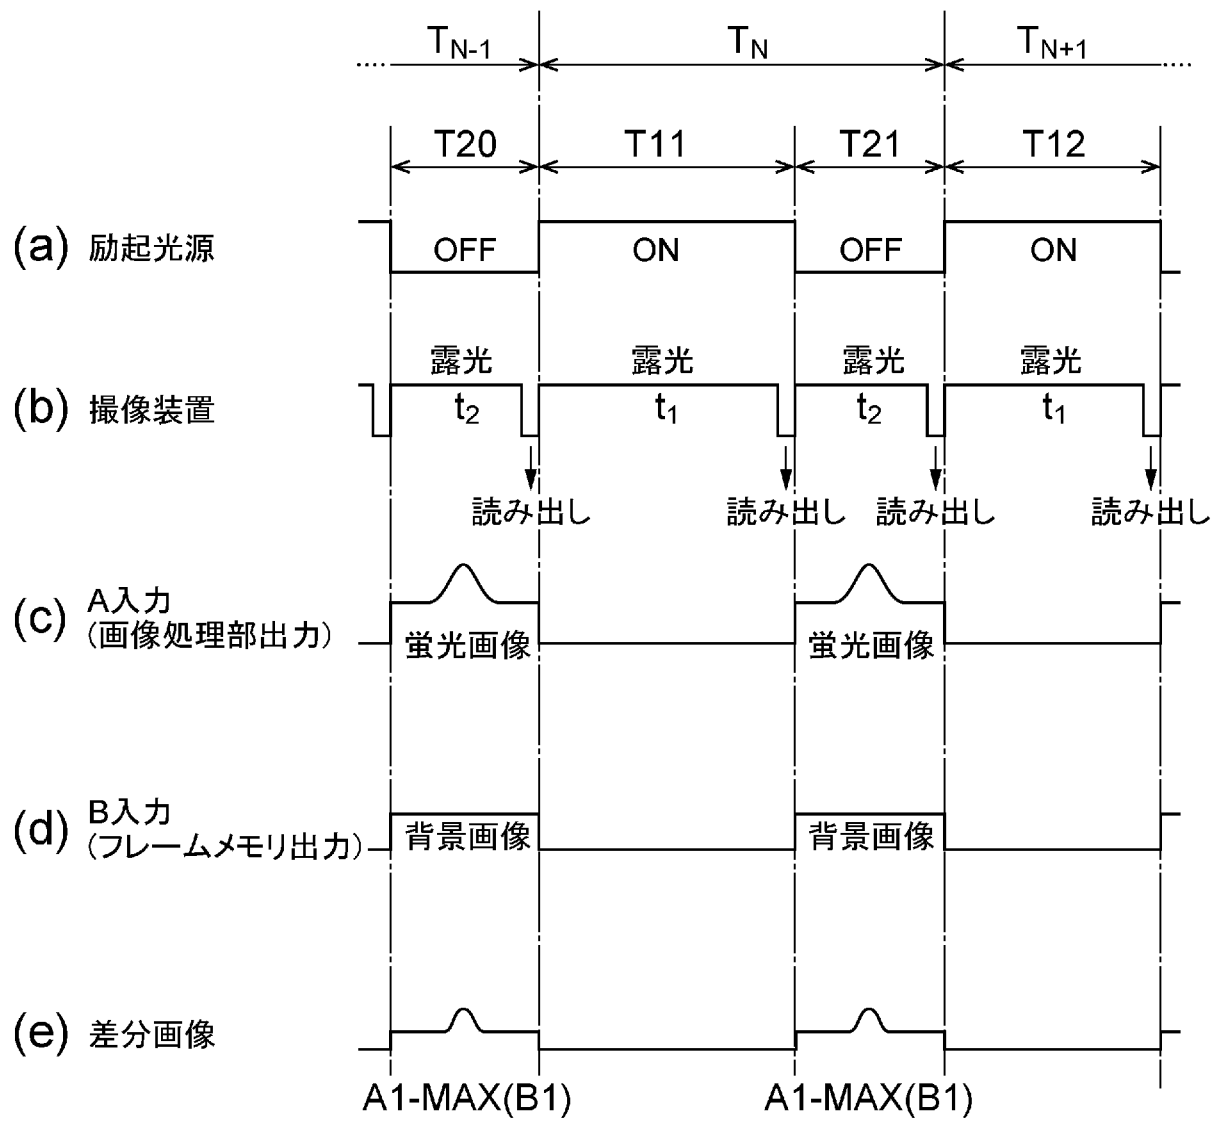 T_N-1 T_N T_N+1
T20 T11 T21 T12
(a) 励起光源 OFF ON OFF ON
露光 露光 露光 露光
(b) 撮像装置 t₂ t₁ t₂ t₁
読み出し 読み出し 読み出し 読み出し
(c) A入力
(画像処理部出力) 蛍光画像 蛍光画像
(d) B入力
(フレームメモリ出力) 背景画像 背景画像
(e) 差分画像
A1-MAX(B1) A1-MAX(B1)